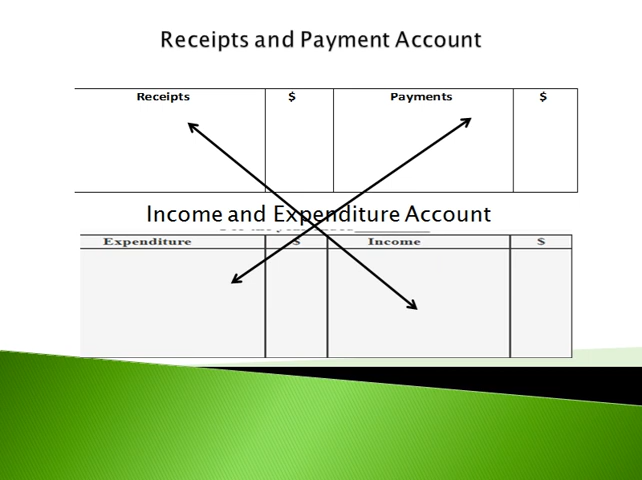 Receipts and Payment Account
Receipts $ Payments $
Income and Expenditure Account
Expenditure $ Income $